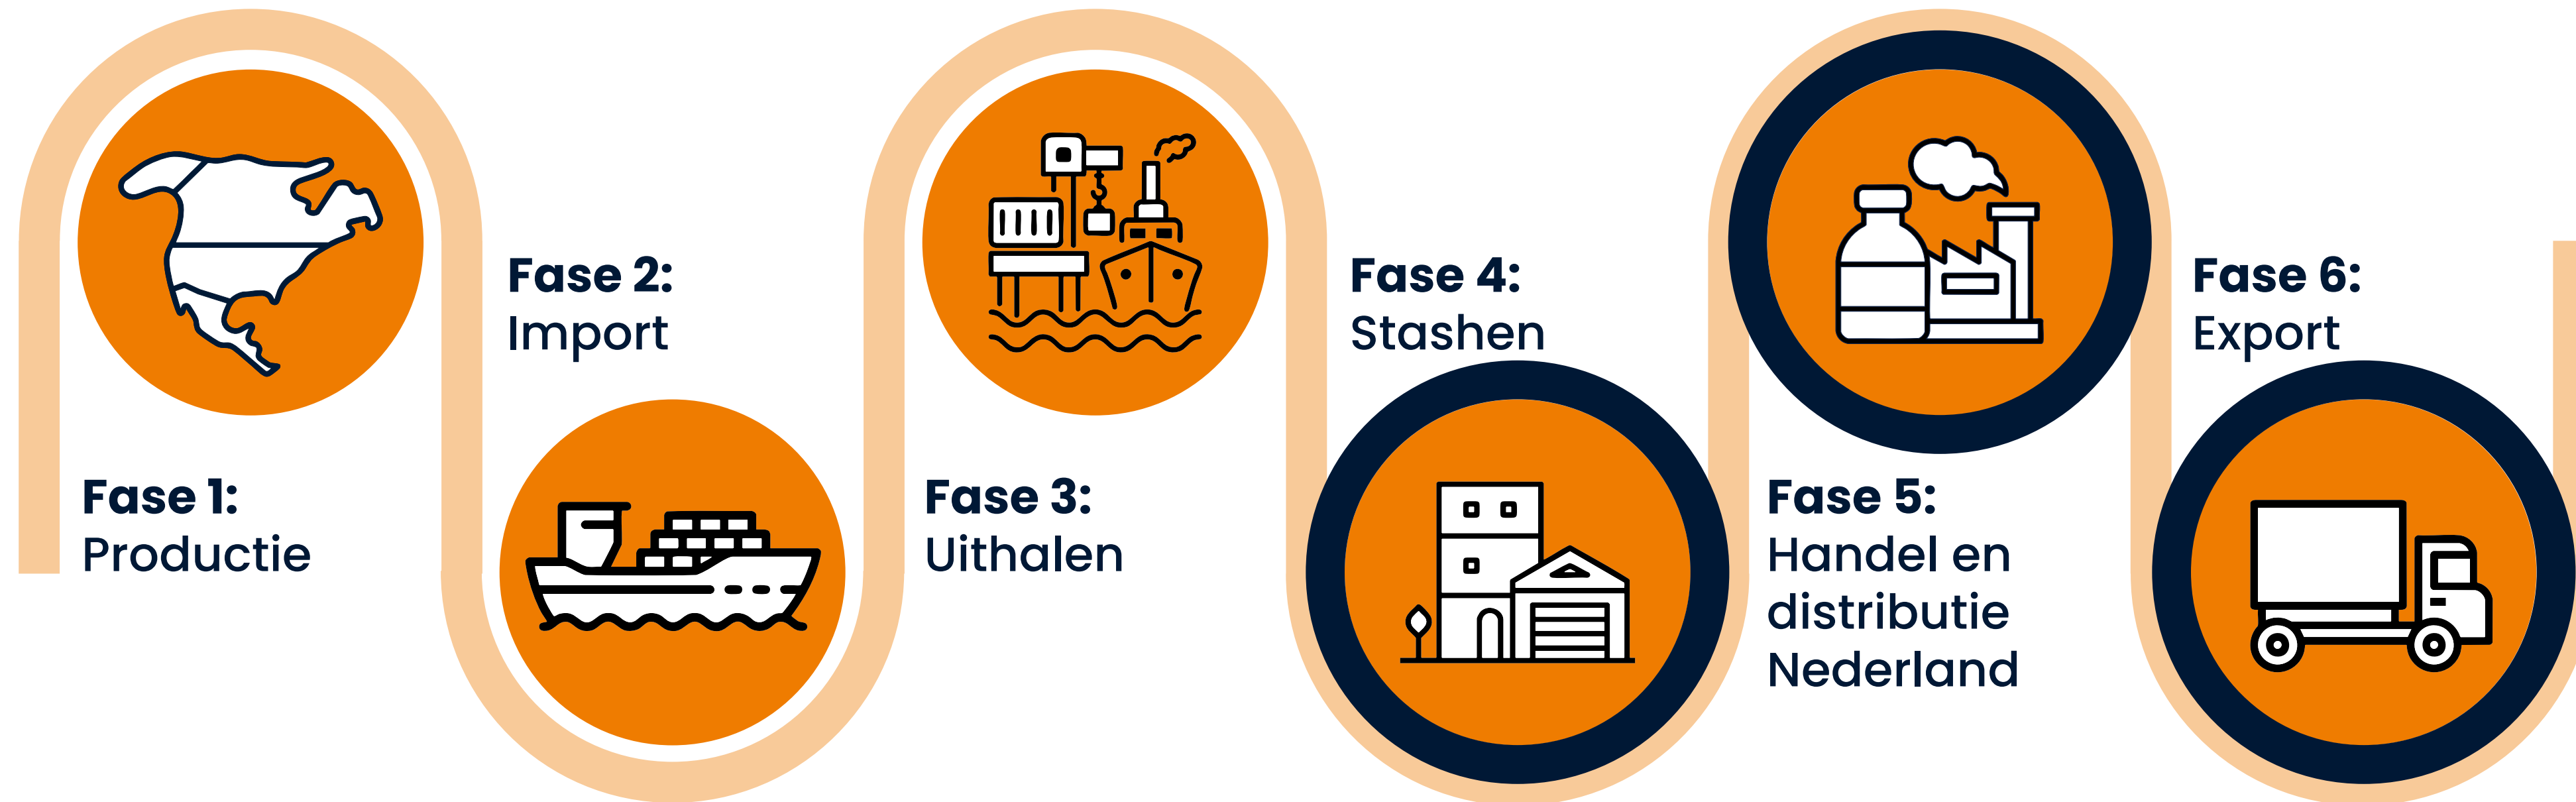 Fase 1:
Productie
Fase 2:
Import
Fase 3:
Uithalen
Fase 4:
Stashen
Fase 5:
Handel en
distributie
Nederland
Fase 6:
Export